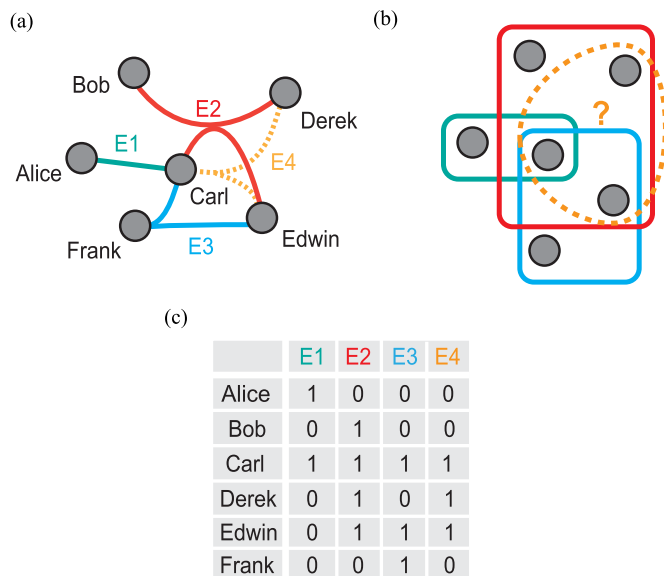 (a)
(b)
Bob
E2
Derek
E1
E4
Alice
Carl
Frank
E3
Edwin
?
(c)
E1 E2 E3 E4
Alice 1 0 0 0
Bob 0 1 0 0
Carl 1 1 1 1
Derek 0 1 0 1
Edwin 0 1 1 1
Frank 0 0 1 0